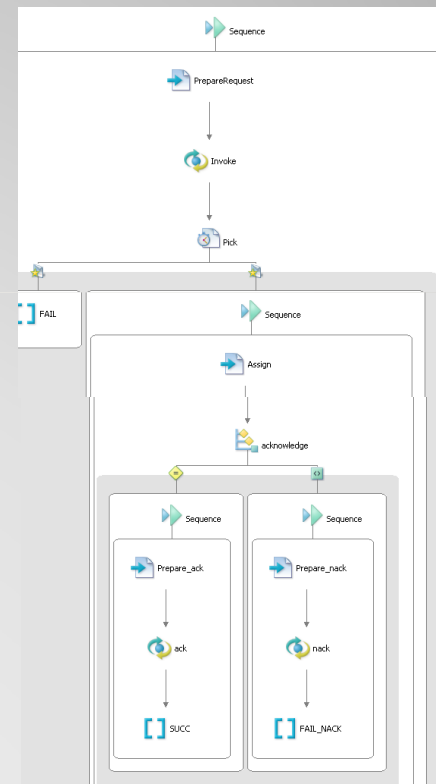 Sequence
PrepareRequest
Invoke
Pick
FAIL
Sequence
Assign
acknowledge
Sequence
Sequence
Prepare_ack
Prepare_nack
ack
nack
SUCC
FAIL_NACK